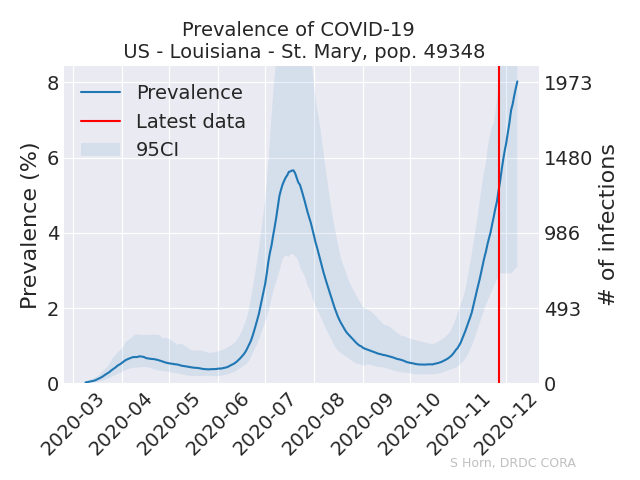 Prevalence of COVID-19
US - Louisiana - St. Mary, pop. 49348
Prevalence
Latest data
95CI
Prevalence (%)
8
6
4
2
0
1973
1480
986
493
0
# of infections
2020-03
2020-04
2020-05
2020-06
2020-07
2020-08
2020-09
2020-10
2020-11
2020-12
S Horn, DRDC CORA